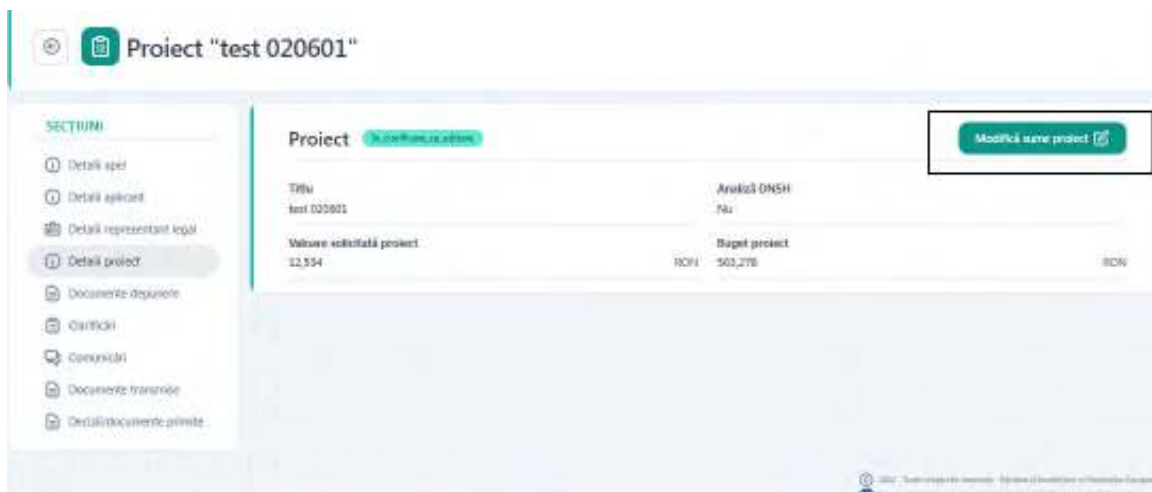 Proiect "test 020601"
SECȚIUNI
Detalii apel
Detalii aplicant
Detalii reprezentant legal
Detalii proiect
Documente depunere
Clarificări
Comunicări
Documente transmise
Decizii/documente primite
Proiect
Modifică sume proiect
Titlu
test 020601
Analiză DNSH
Nu
Valoare solicitată proiect
12,534 RON
Buget proiect
503,278 RON